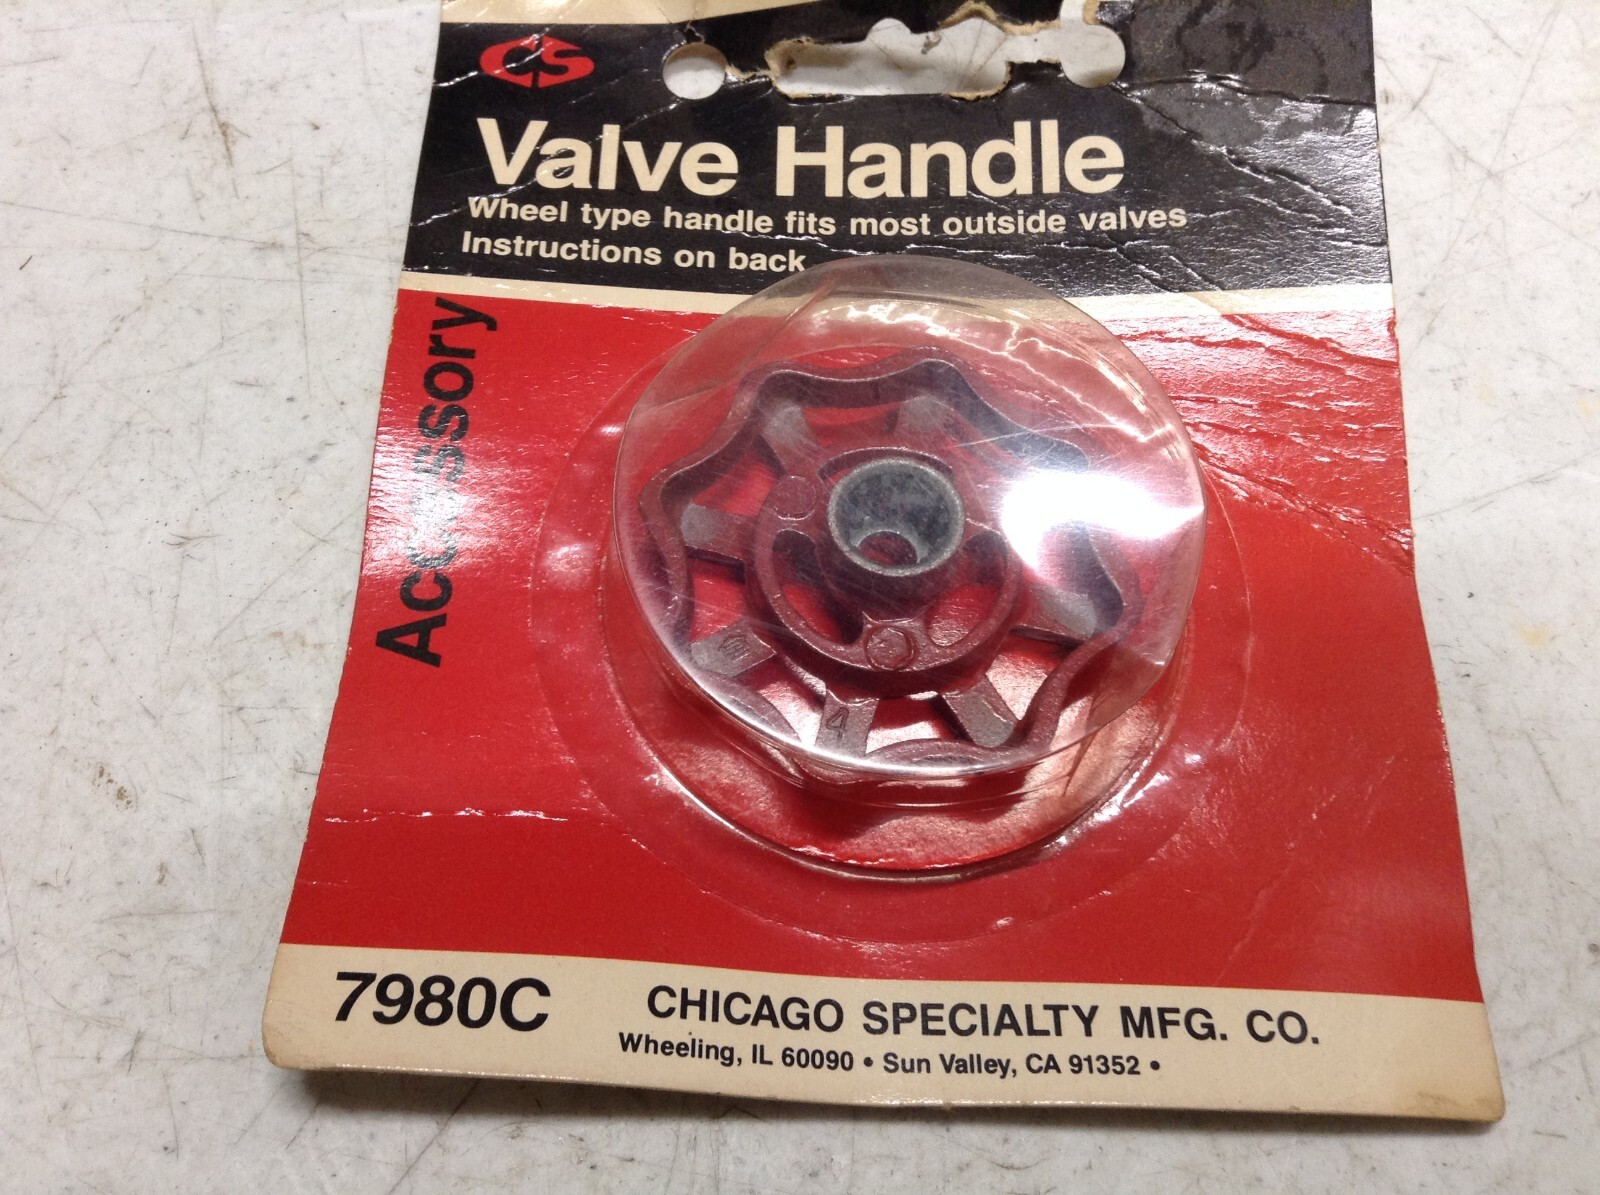 CS
Valve Handle
Wheel type handle fits most outside valves
Instructions on back
Accessory
4
7980C
CHICAGO SPECIALTY MFG. CO.
Wheeling, IL 60090 • Sun Valley, CA 91352 •